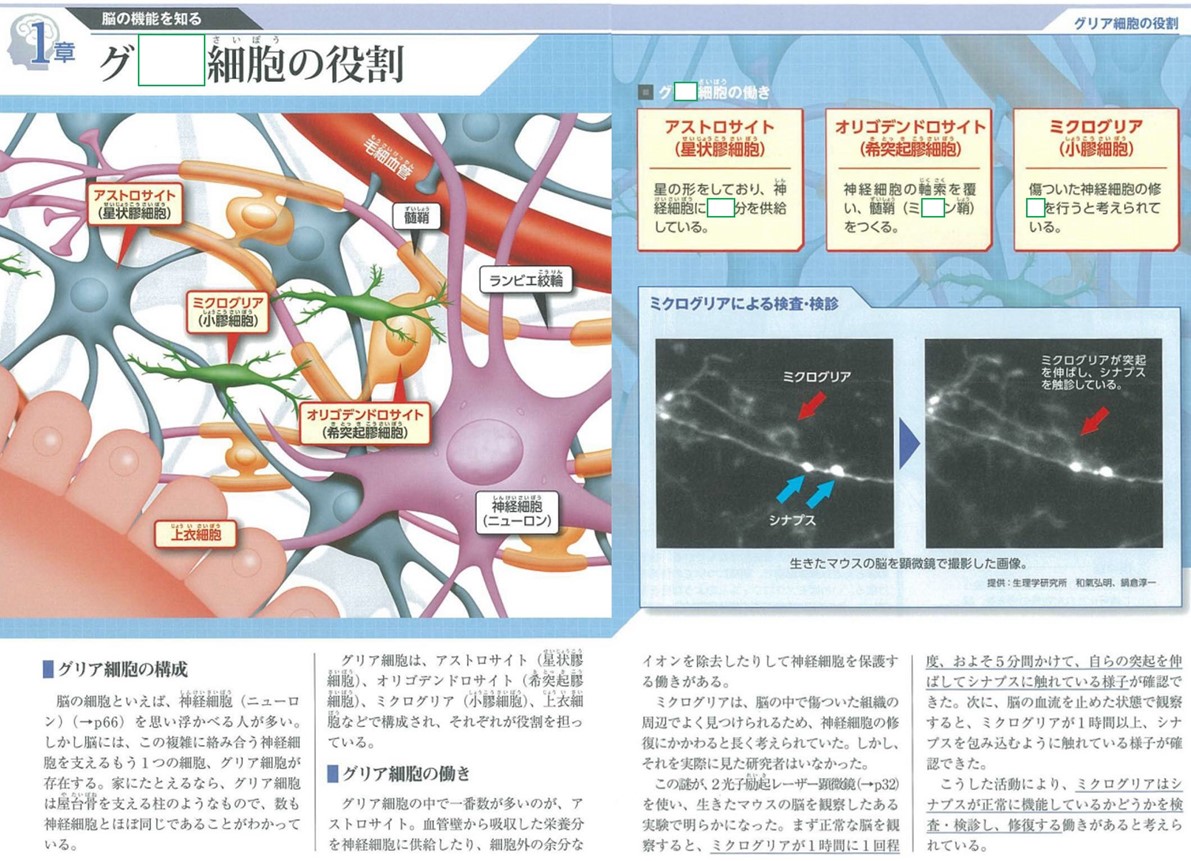 脳の機能を知る
1章
グ細胞の役割
アストロサイト
(星状膠細胞)
毛細血管
髄鞘
ランビエ絞輪
ミクログリア
(小膠細胞)
オリゴデンドロサイト
(希突起膠細胞)
神経細胞
(ニューロン)
上衣細胞
グリア細胞の構成
脳の細胞といえば、神経細胞(ニューロ
ン)(→p66)を思い浮かべる人が多い。
しかし脳には、この複雑に絡み合う神経細
胞を支えるもう1つの細胞、グリア細胞が
存在する。家にたとえるなら、グリア細胞
は屋台骨を支える柱のようなもので、数も
神経細胞とほぼ同じであることがわかって
いる。
グリア細胞は、アストロサイト(星状膠
細胞)、オリゴデンドロサイト(希突起膠
細胞)、ミクログリア(小膠細胞)、上衣細
胞などで構成され、それぞれが役割を担っ
ている。
グリア細胞の働き
グリア細胞の中で一番数が多いのが、ア
ストロサイト。血管壁から吸収した栄養分
を神経細胞に供給したり、細胞外の余分な
グリア細胞の役割
グ細胞の働き
アストロサイト
(星状膠細胞)
星の形をしており、神
経細胞に分を供給
している。
オリゴデンドロサイト
(希突起膠細胞)
神経細胞の軸索を覆
い、髄鞘(ミン鞘)
をつくる。
ミクログリア
(小膠細胞)
傷ついた神経細胞の修
を行うと考えられて
いる。
ミクログリアによる検査・検診
ミクログリア
シナプス
ミクログリアが突起
を伸ばし、シナプス
を触診している。
生きたマウスの脳を顕微鏡で撮影した画像。
提供:生理学研究所 和氣弘明、鍋倉淳一
イオンを除去したりして神経細胞を保護す
る働きがある。
ミクログリアは、脳の中で傷ついた組織の
周辺でよく見つけられるため、神経細胞の修
復にかかわると長く考えられていた。しかし、
それを実際に見た研究者はいなかった。
この謎が、2光子励起レーザー顕微鏡(→p32)
を使い、生きたマウスの脳を観察したある
実験で明らかになった。まず正常な脳を観
察すると、ミクログリアが1時間に1回程
度、およそ5分間かけて、自らの突起を伸
ばしてシナプスに触れている様子が確認で
きた。次に、脳の血流を止めた状態で観察
すると、ミクログリアが1時間以上、シナ
プスを包み込むように触れている様子が確
認できた。
こうした活動により、ミクログリアはシ
ナプスが正常に機能しているかどうかを検
査・検診し、修復する働きがあると考えら
れている。